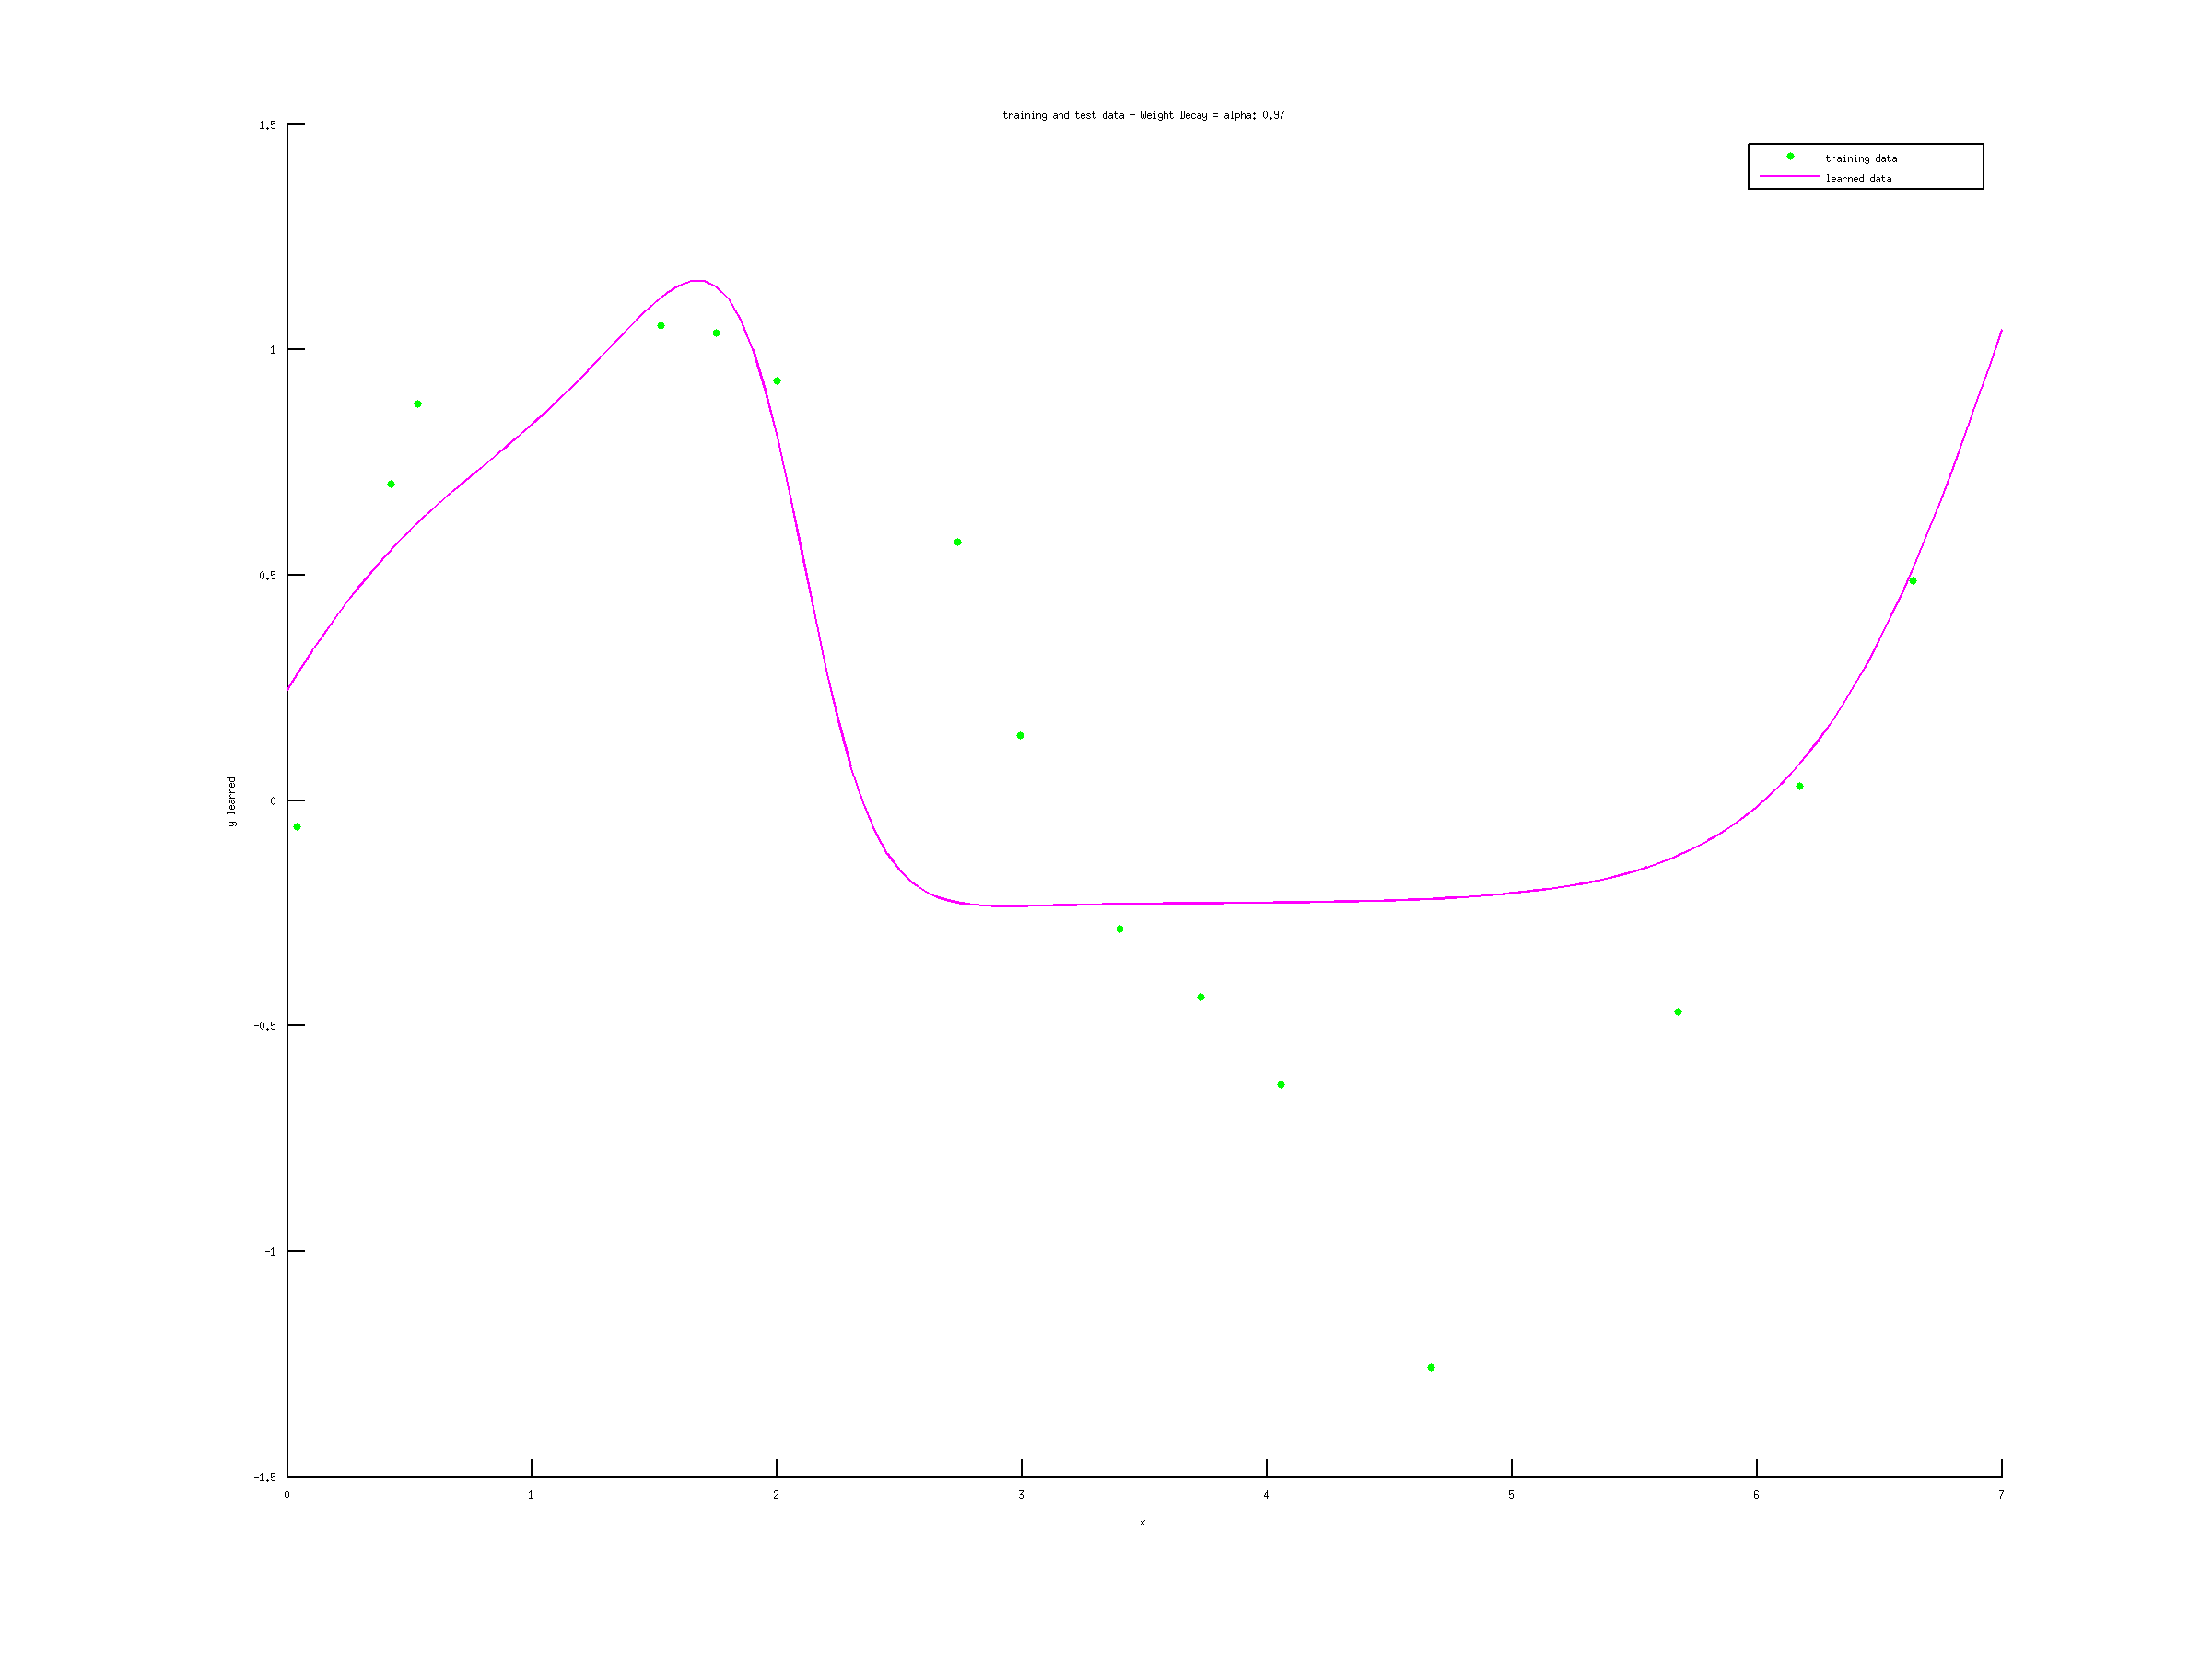 training and test data - Weight Decay = alpha: 0.97
training data
learned data
1.5
1
0.5
0
-0.5
-1
-1.5
y learned
0 1 2 3 4 5 6 7
x